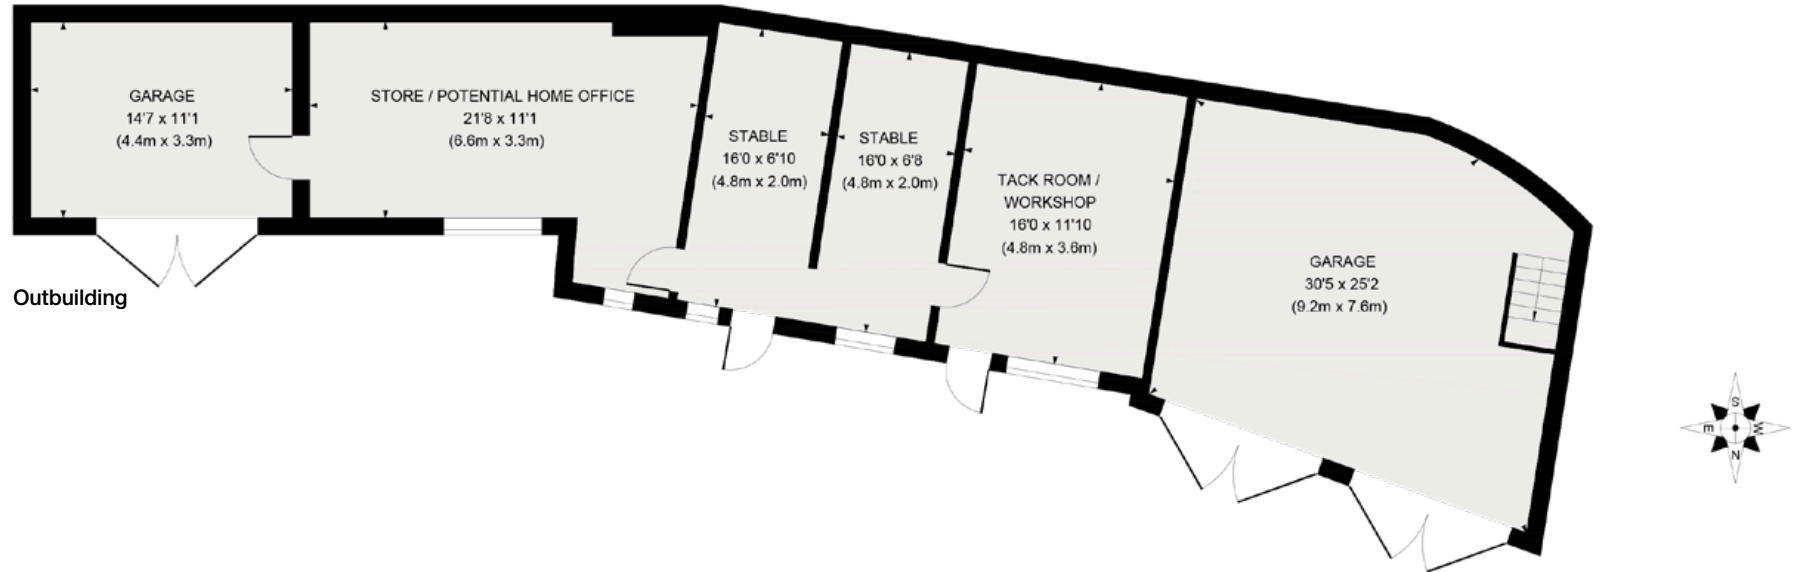 GARAGE
14'7 x 11'1
(4.4m x 3.3m)
STORE / POTENTIAL HOME OFFICE
21'8 x 11'1
(6.6m x 3.3m)
STABLE
16'0 x 6'10
(4.8m x 2.0m)
STABLE
16'0 x 6'8
(4.8m x 2.0m)
TACK ROOM /
WORKSHOP
16'0 x 11'10
(4.8m x 3.6m)
GARAGE
30'5 x 25'2
(9.2m x 7.6m)
Outbuilding
S
E W
N